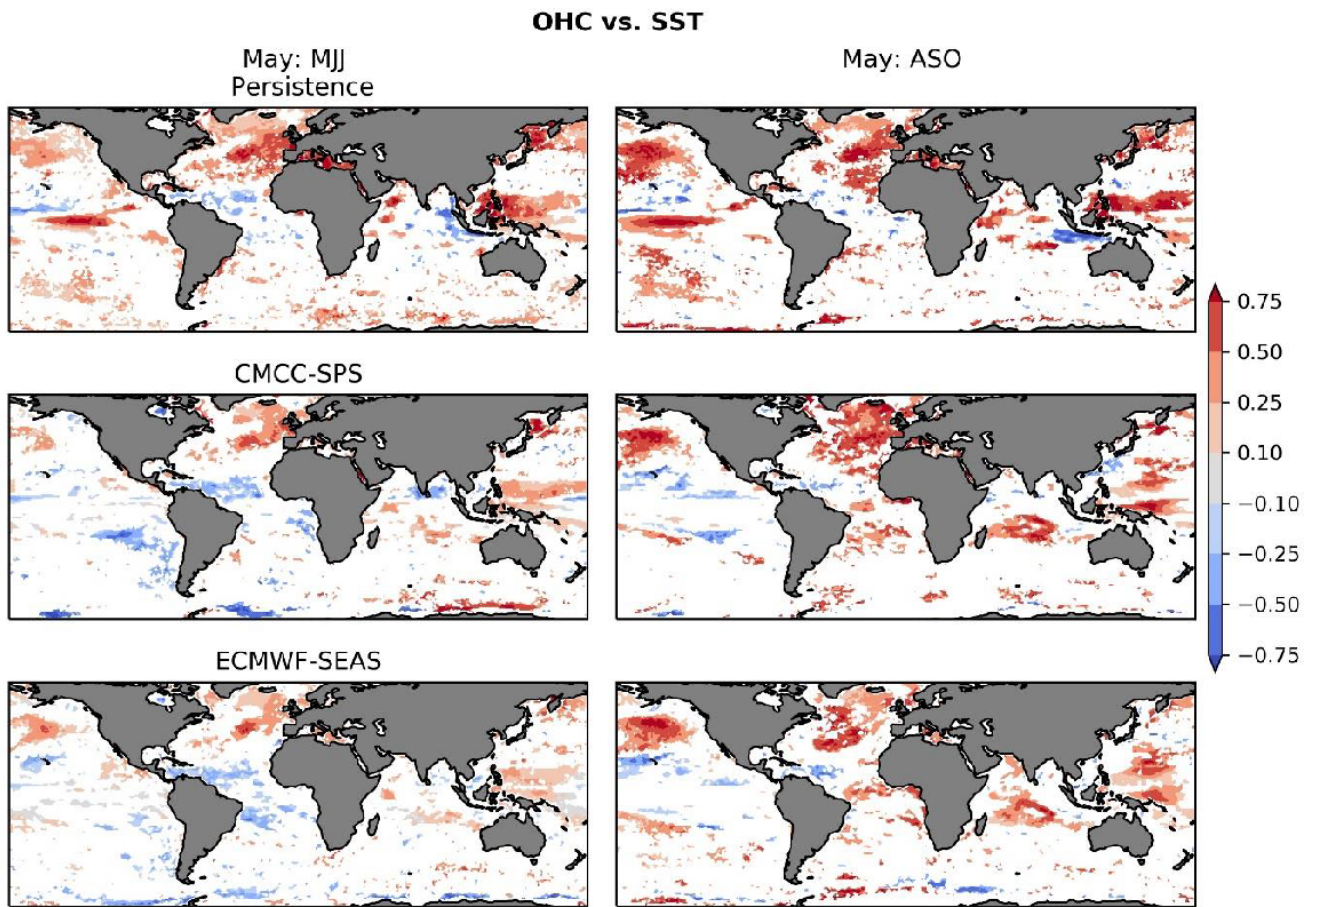 OHC vs. SST
May: MJJ
Persistence
May: ASO
CMCC-SPS
ECMWF-SEAS
0.75
0.50
0.25
0.10
−0.10
−0.25
−0.50
−0.75